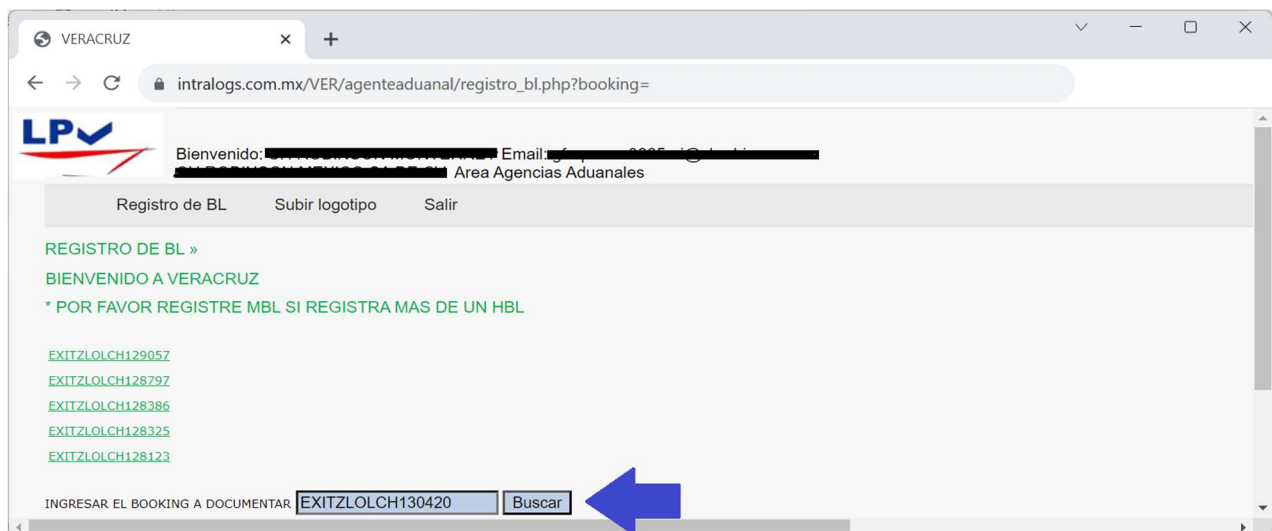 VERACRUZ
intralogs.com.mx/VER/agenteaduanal/registro_bl.php?booking=
LPV
Bienvenido: Email:
Area Agencias Aduanales
Registro de BL Subir logotipo Salir
REGISTRO DE BL »
BIENVENIDO A VERACRUZ
* POR FAVOR REGISTRE MBL SI REGISTRA MAS DE UN HBL
EXITZLOLCH129057
EXITZLOLCH128797
EXITZLOLCH128386
EXITZLOLCH128325
EXITZLOLCH128123
INGRESAR EL BOOKING A DOCUMENTAR EXITZLOLCH130420 Buscar